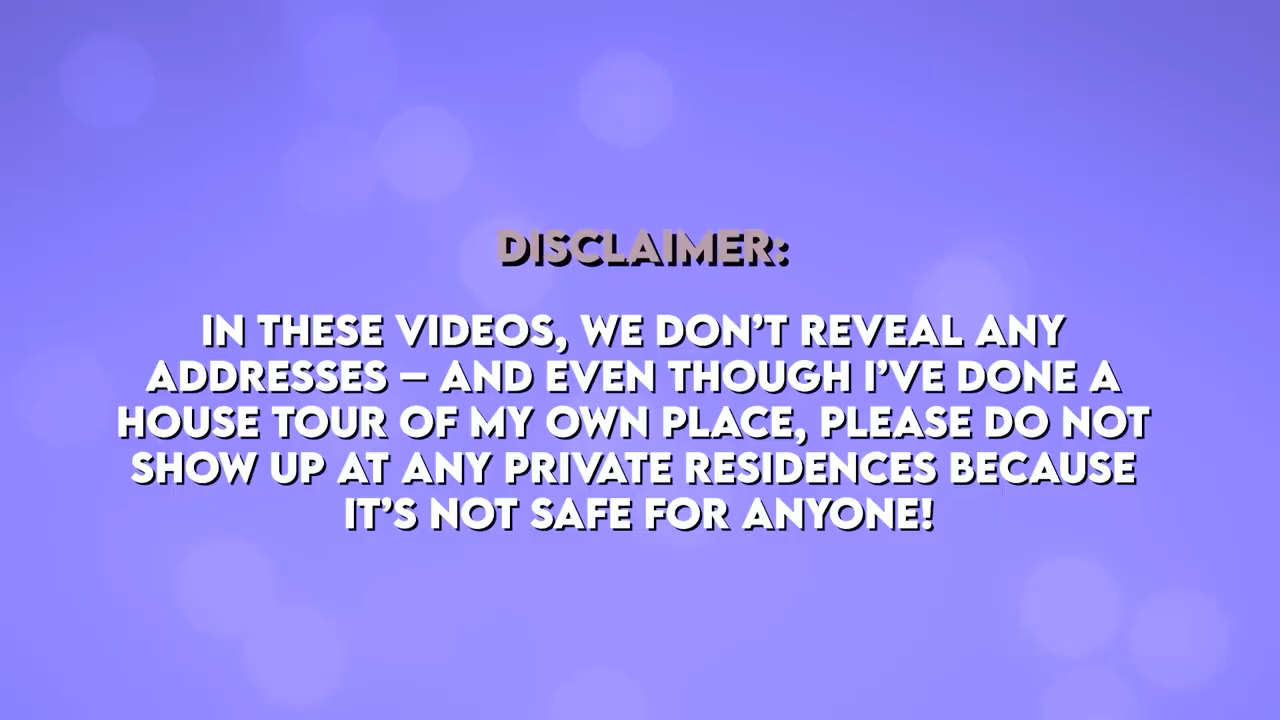 DISCLAIMER:
IN THESE VIDEOS, WE DON'T REVEAL ANY
ADDRESSES – AND EVEN THOUGH I'VE DONE A
HOUSE TOUR OF MY OWN PLACE, PLEASE DO NOT
SHOW UP AT ANY PRIVATE RESIDENCES BECAUSE
IT'S NOT SAFE FOR ANYONE!